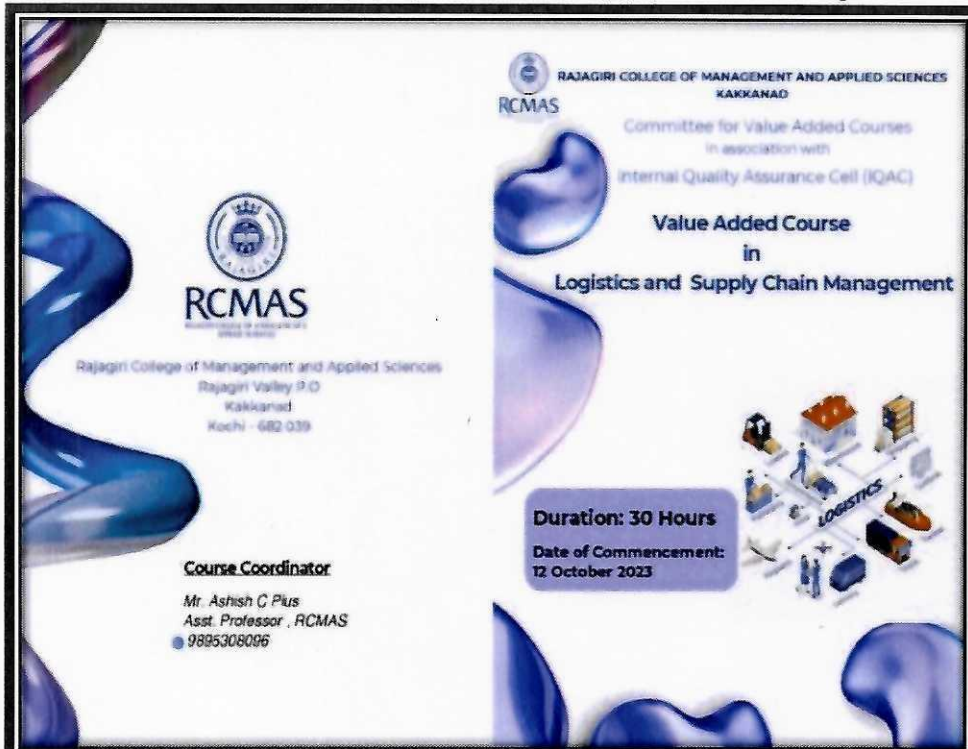 RCMAS
Rajagiri College of Management and Applied Sciences
Rajagiri Valley P.O
Kakkanad
Kochi - 682 039
Course Coordinator
Mr. Ashish C Pius
Asst. Professor , RCMAS
9895308096
RCMAS
RAJAGIRI COLLEGE OF MANAGEMENT AND APPLIED SCIENCES
KAKKANAD
Committee for Value Added Courses
in association with
Internal Quality Assurance Cell (IQAC)
Value Added Course
in
Logistics and Supply Chain Management
LOGISTICS
Duration: 30 Hours
Date of Commencement:
12 October 2023